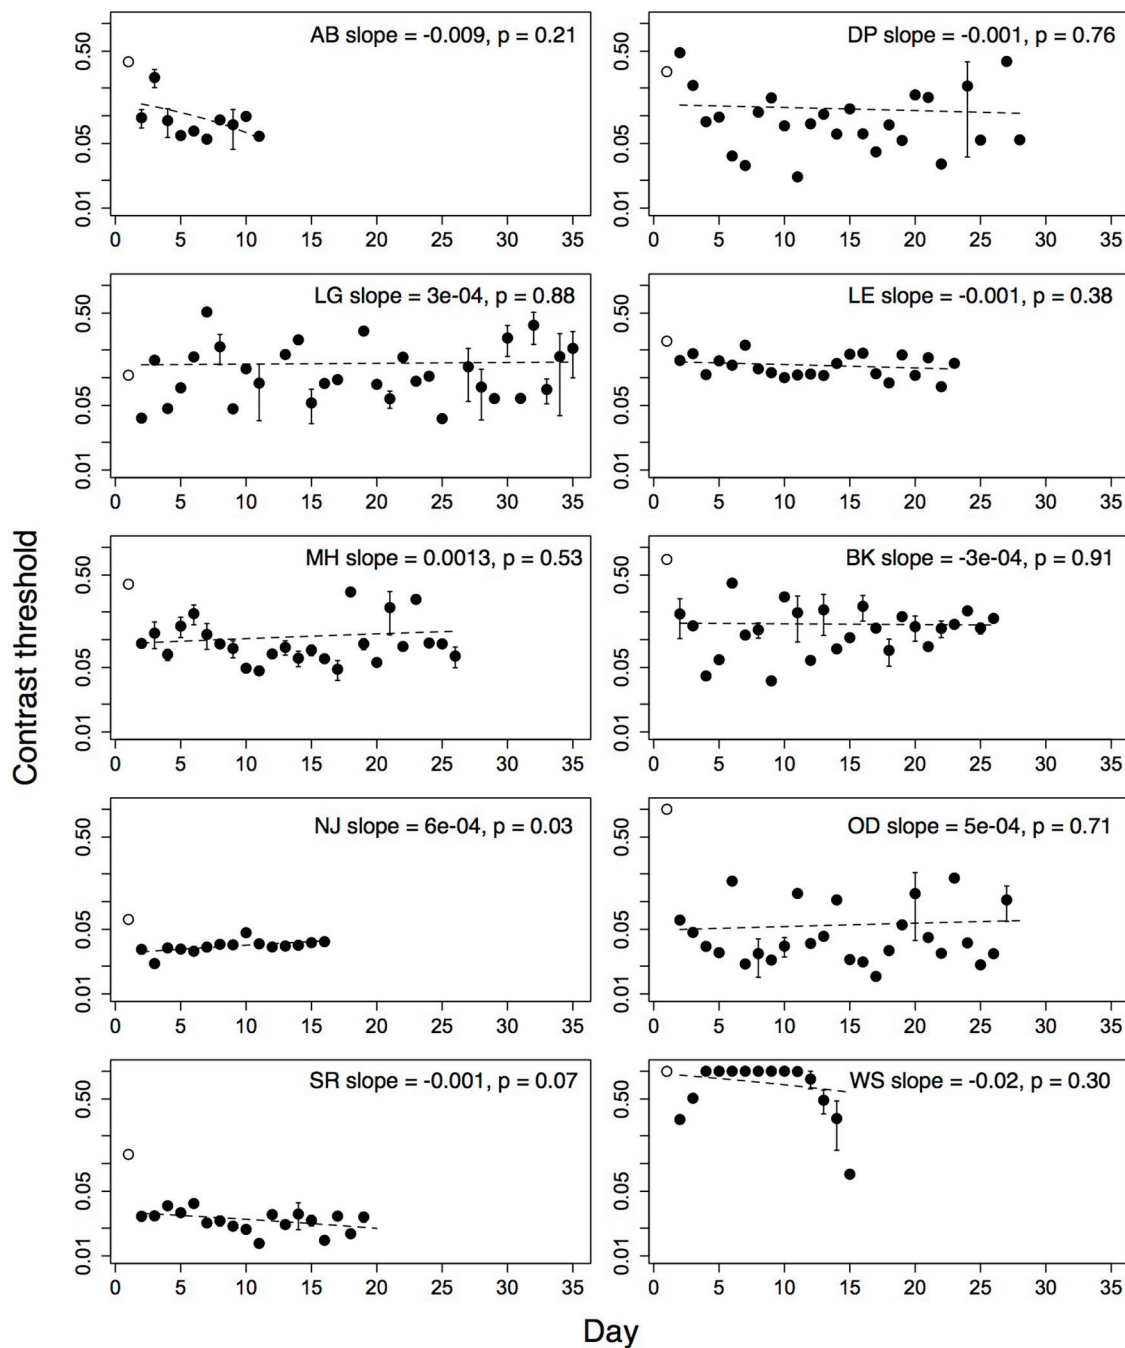 AB slope = -0.009, p = 0.21
0.50
0.05
0.01
0 5 10 15 20 25 30 35
DP slope = -0.001, p = 0.76
0.50
0.05
0.01
0 5 10 15 20 25 30 35
LG slope = 3e-04, p = 0.88
0.50
0.05
0.01
0 5 10 15 20 25 30 35
LE slope = -0.001, p = 0.38
0.50
0.05
0.01
0 5 10 15 20 25 30 35
Contrast threshold
MH slope = 0.0013, p = 0.53
0.50
0.05
0.01
0 5 10 15 20 25 30 35
BK slope = -3e-04, p = 0.91
0.50
0.05
0.01
0 5 10 15 20 25 30 35
NJ slope = 6e-04, p = 0.03
0.50
0.05
0.01
0 5 10 15 20 25 30 35
OD slope = 5e-04, p = 0.71
0.50
0.05
0.01
0 5 10 15 20 25 30 35
SR slope = -0.001, p = 0.07
0.50
0.05
0.01
0 5 10 15 20 25 30 35
WS slope = -0.02, p = 0.30
0.50
0.05
0.01
0 5 10 15 20 25 30 35
Day